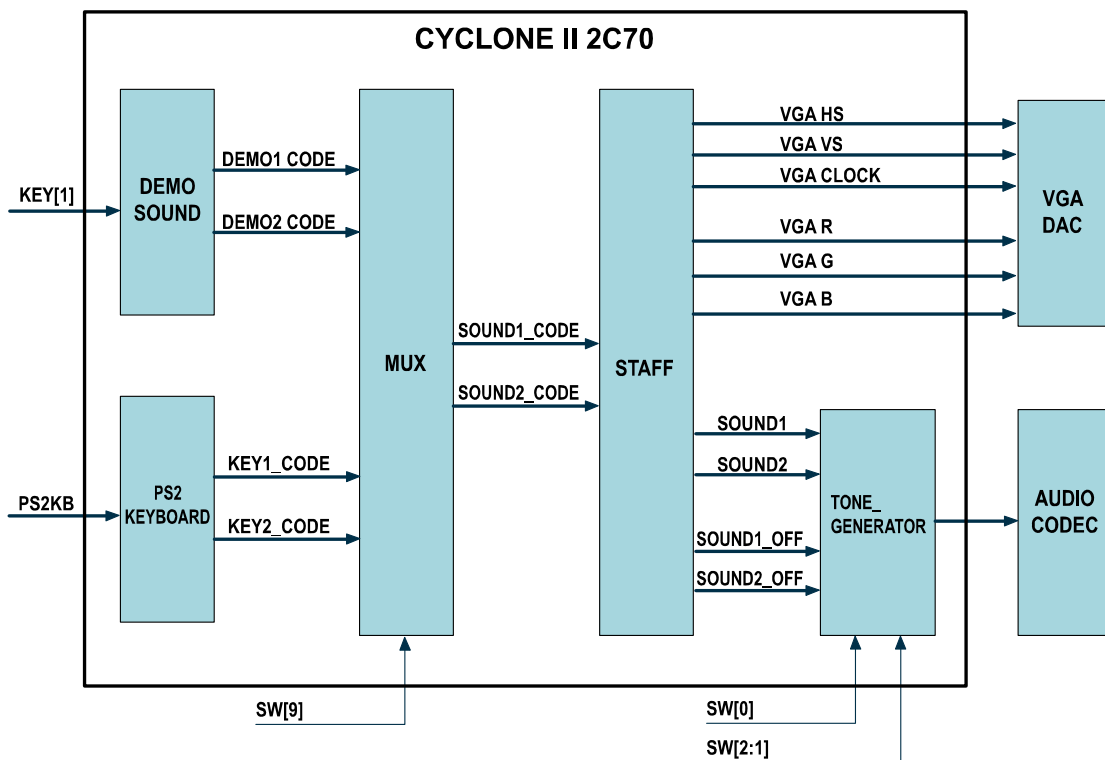 CYCLONE II 2C70
KEY[1]
DEMO
SOUND
DEMO1 CODE
DEMO2 CODE
PS2KB
PS2
KEYBOARD
KEY1_CODE
KEY2_CODE
MUX
SW[9]
SOUND1_CODE
SOUND2_CODE
STAFF
VGA HS
VGA VS
VGA CLOCK
VGA R
VGA G
VGA B
VGA
DAC
SOUND1
SOUND2
SOUND1_OFF
SOUND2_OFF
TONE_
GENERATOR
AUDIO
CODEC
SW[0]
SW[2:1]